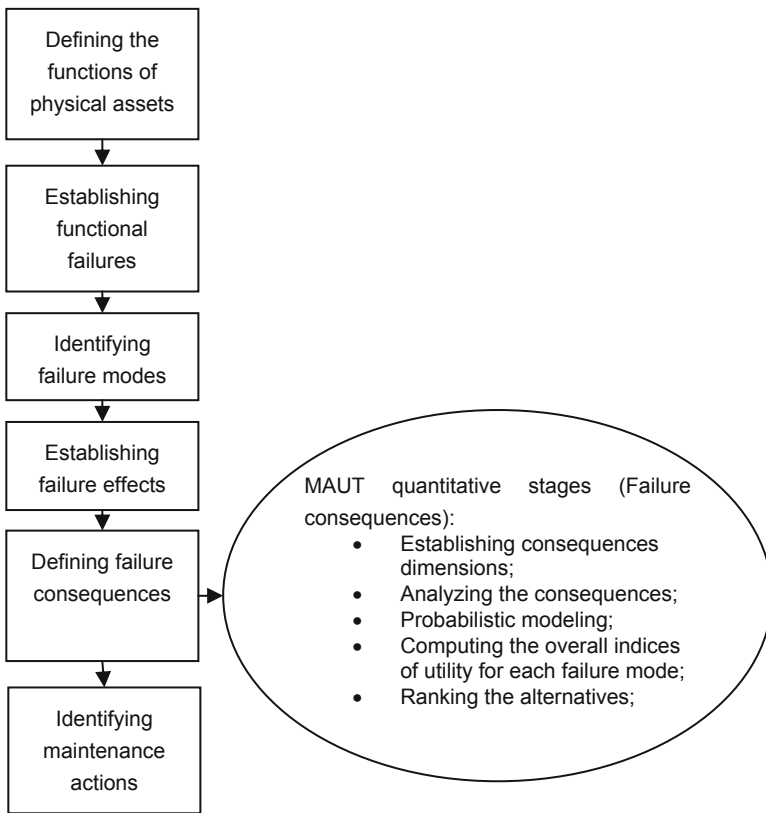 Defining the
functions of
physical assets
Establishing
functional
failures
Identifying
failure modes
Establishing
failure effects
Defining failure
consequences
MAUT quantitative stages (Failure
consequences):
• Establishing consequences
dimensions;
• Analyzing the consequences;
• Probabilistic modeling;
• Computing the overall indices
of utility for each failure mode;
• Ranking the alternatives;
Identifying
maintenance
actions